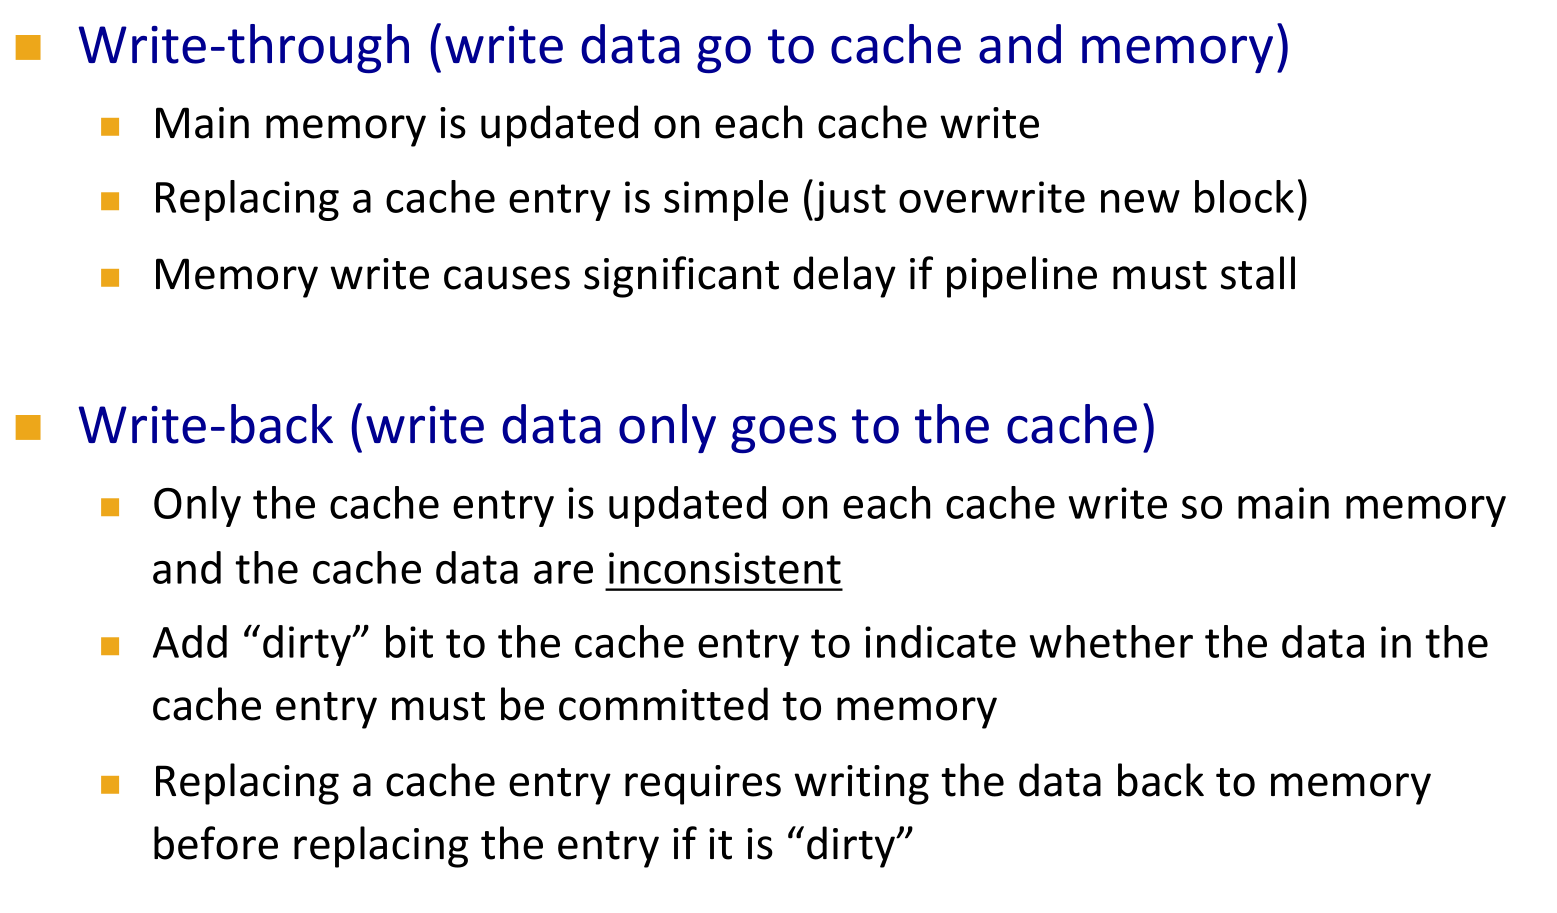 Write-through (write data go to cache and memory)
Main memory is updated on each cache write
Replacing a cache entry is simple (just overwrite new block)
Memory write causes significant delay if pipeline must stall
Write-back (write data only goes to the cache)
Only the cache entry is updated on each cache write so main memory
and the cache data are inconsistent
Add “dirty” bit to the cache entry to indicate whether the data in the
cache entry must be committed to memory
Replacing a cache entry requires writing the data back to memory
before replacing the entry if it is “dirty”